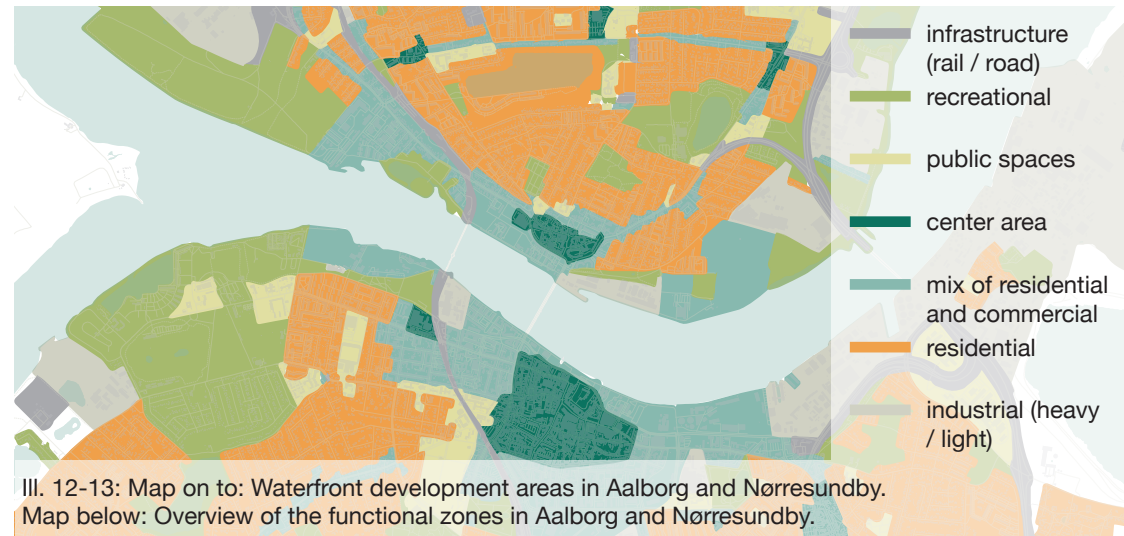 infrastructure
(rail / road)
recreational
public spaces
center area
mix of residential
and commercial
residential
industrial (heavy
/ light)
Ill. 12-13: Map on to: Waterfront development areas in Aalborg and Nørresundby.
Map below: Overview of the functional zones in Aalborg and Nørresundby.